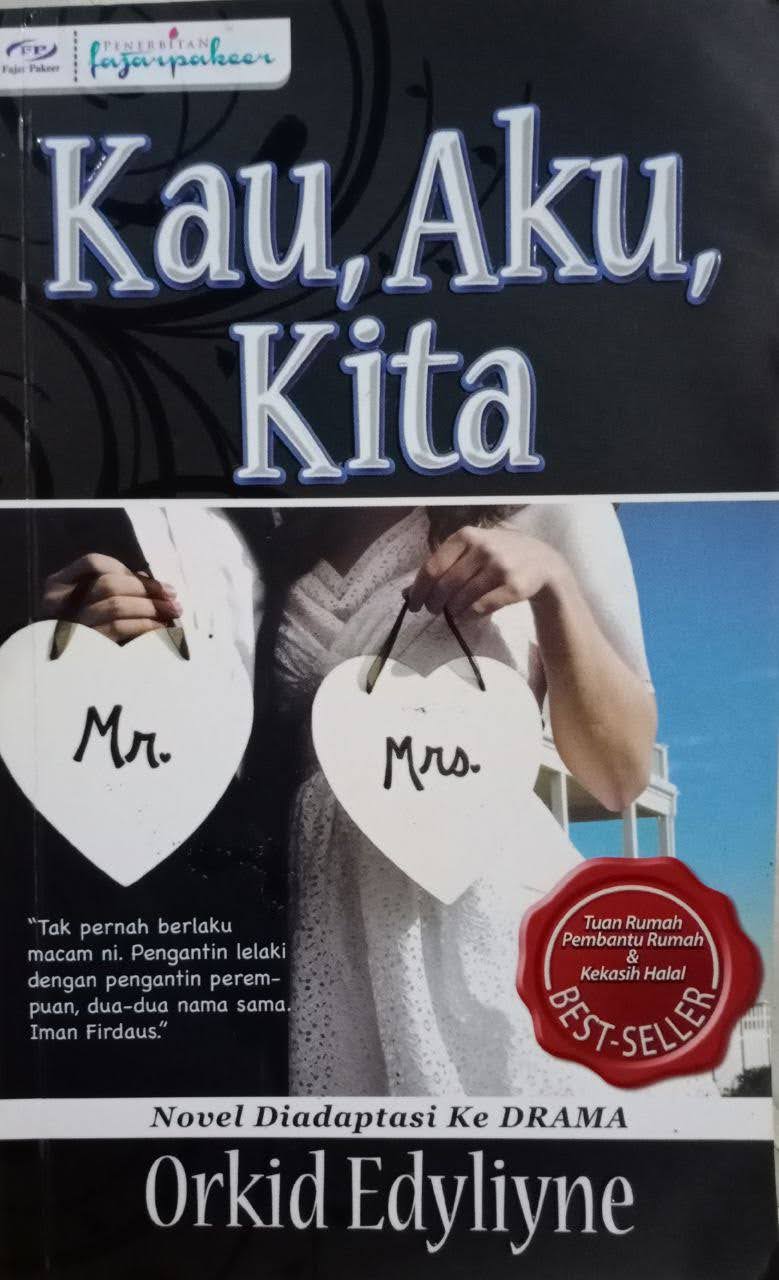 FP
Fajar Pakeer
PENERBITAN
fajarpakeer
Kau, Aku,
Kita
Mr.
Mrs.
"Tak pernah berlaku
macam ni. Pengantin lelaki
dengan pengantin perem-
puan, dua-dua nama sama.
Iman Firdaus."
Tuan Rumah
Pembantu Rumah
&
Kekasih Halal
BEST-SELLER
Novel Diadaptasi Ke DRAMA
Orkid Edyliyne